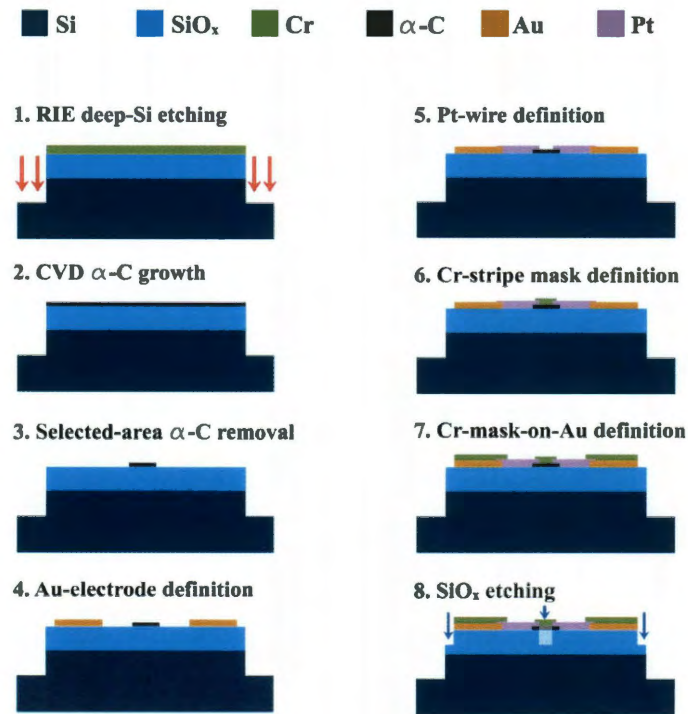 Si SiOₓ Cr α-C Au Pt
1. RIE deep-Si etching
2. CVD α-C growth
3. Selected-area α-C removal
4. Au-electrode definition
5. Pt-wire definition
6. Cr-stripe mask definition
7. Cr-mask-on-Au definition
8. SiOₓ etching